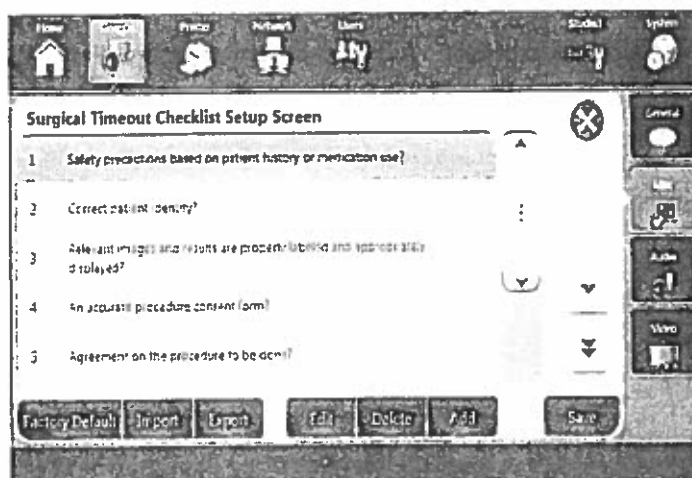 Home
Network
Users
System
Surgical Timeout Checklist Setup Screen
General
1 Safety precautions based on patient history or medication use?
2 Correct patient identity?
3 Relevant images and results are properly labeled and appropriately
displayed?
Audio
4 An accurate procedure consent form?
Video
5 Agreement on the procedure to be done?
Factory Default Import Export Edit Delete Add Save